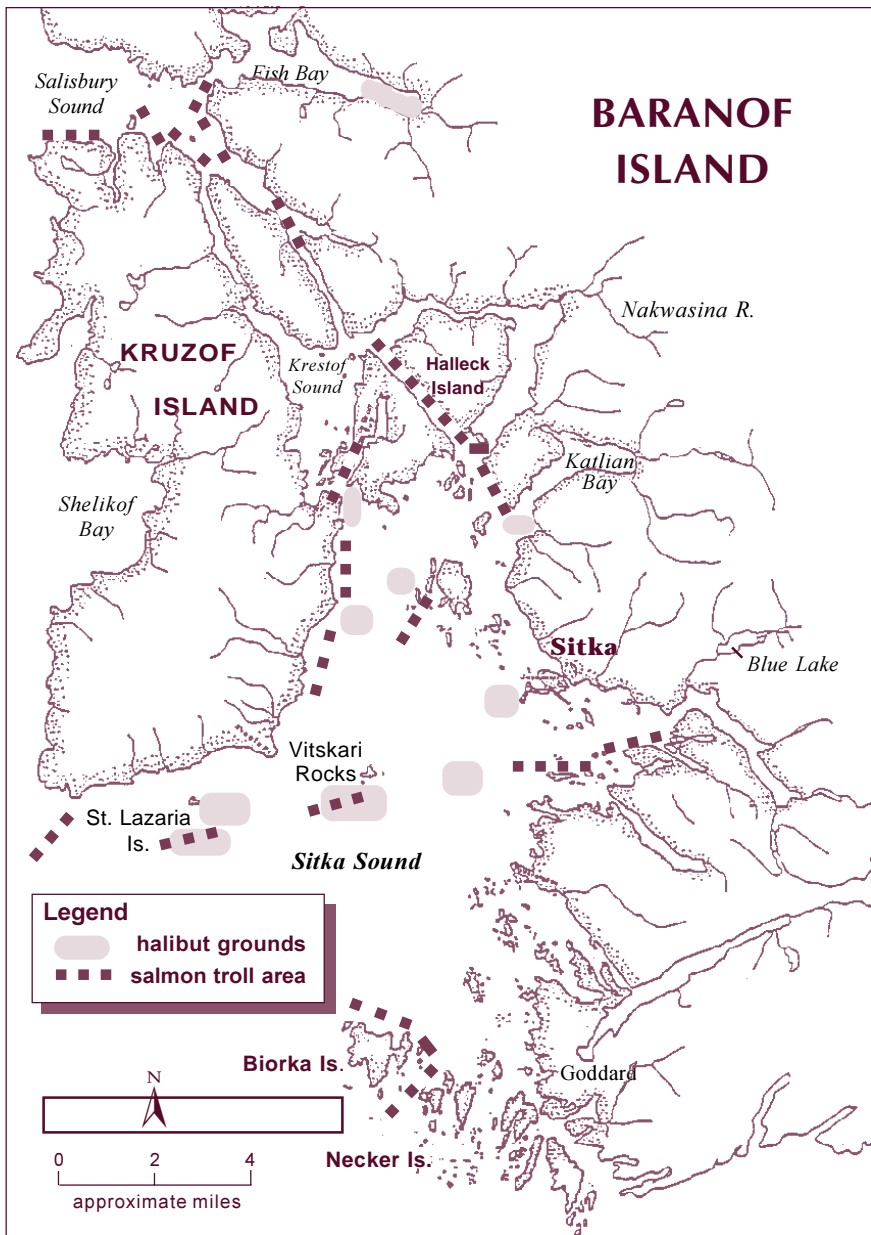 Salisbury
Sound
Fish Bay
BARANOF
ISLAND
Nakwasina R.
KRUZOF
ISLAND
Krestof
Sound
Halleck
Island
Katlian
Bay
Shelikof
Bay
Sitka
Blue Lake
Vitskari
Rocks
St. Lazaria
Is.
Sitka Sound
Legend
halibut grounds
salmon troll area
Biorka Is.
Goddard
N
Necker Is.
0 2 4
approximate miles